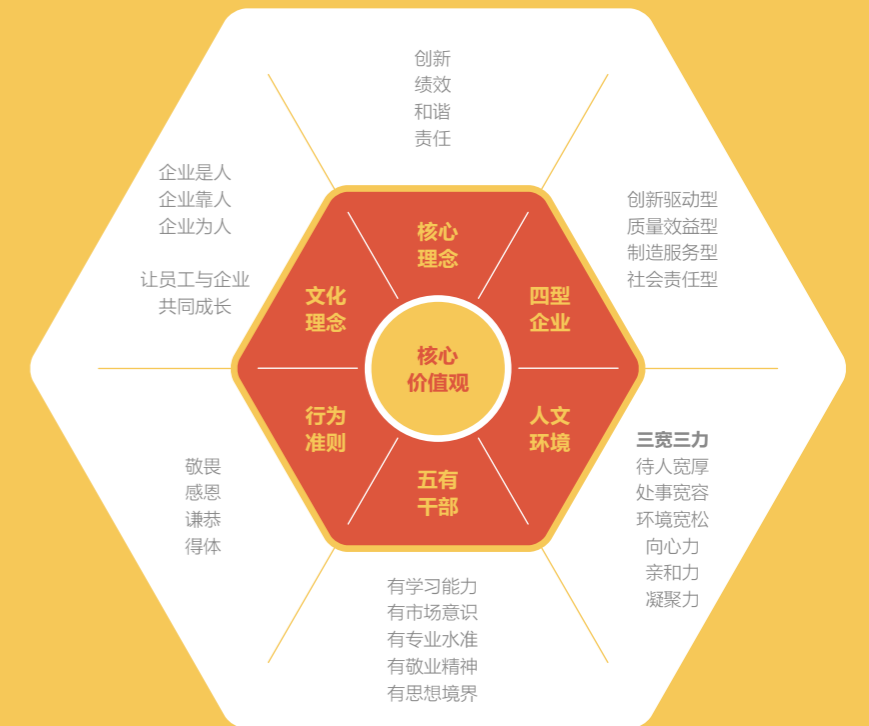 创新
绩效
和谐
责任
企业是人
企业靠人
企业为人
让员工与企业
共同成长
创新驱动型
质量效益型
制造服务型
社会责任型
核心
理念
文化
理念
四型
企业
核心
价值观
行为
准则
人文
环境
五有
干部
敬畏
感恩
谦恭
得体
三宽三力
待人宽厚
处事宽容
环境宽松
向心力
亲和力
凝聚力
有学习能力
有市场意识
有专业水准
有敬业精神
有思想境界